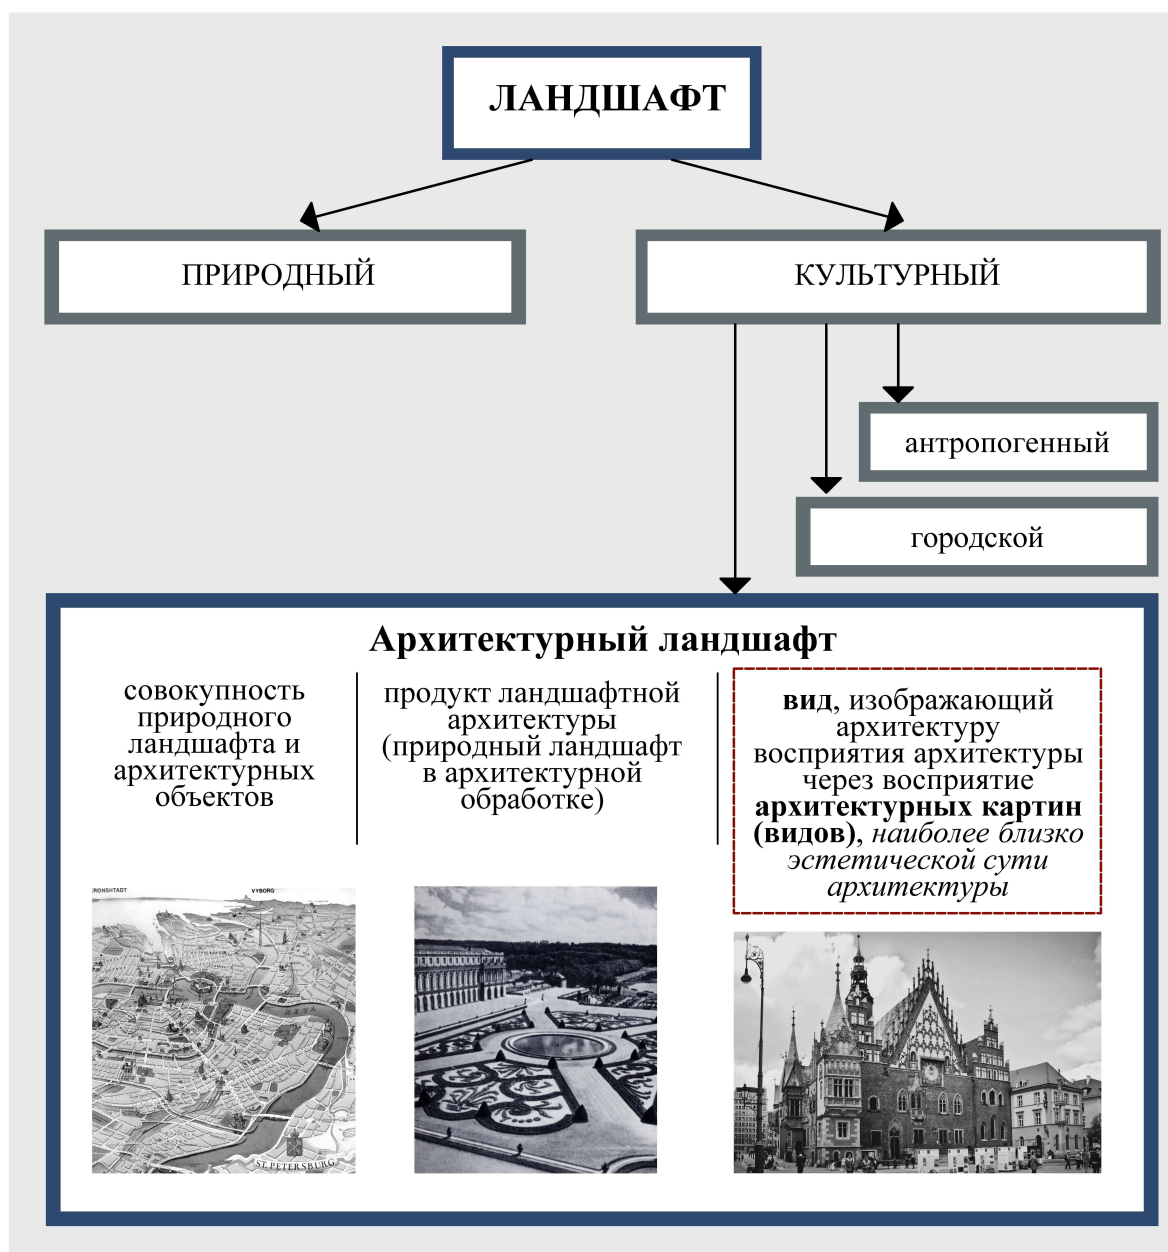 ЛАНДШАФТ
ПРИРОДНЫЙ
КУЛЬТУРНЫЙ
антропогенный
городской
Архитектурный ландшафт
совокупность
природного
ландшафта и
архитектурных
объектов
продукт ландшафтной
архитектуры
(природный ландшафт
в архитектурной
обработке)
вид, изображающий
архитектуру
восприятия архитектуры
через восприятие
архитектурных картин
(видов), наиболее близко
эстетической сути
архитектуры
RONSHTADT
VYBORG
ST. PETERSBURG